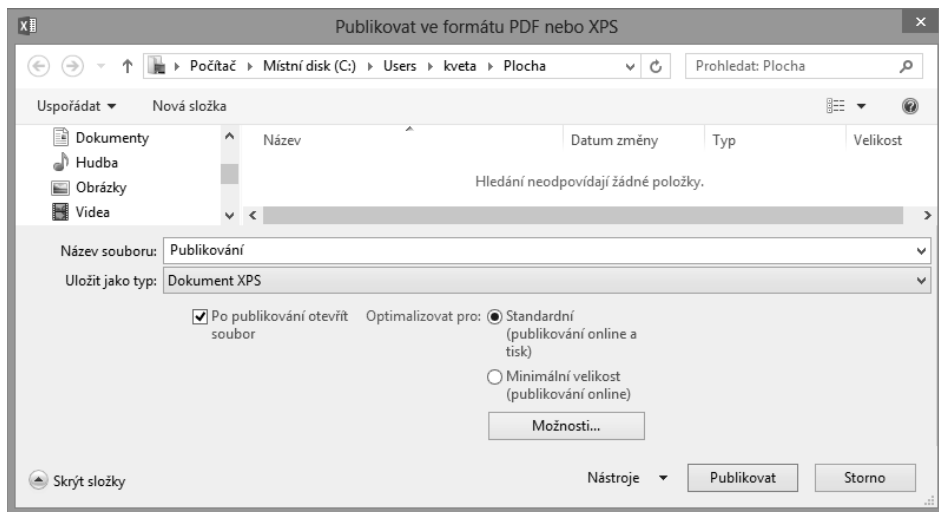 Publikovat ve formátu PDF nebo XPS
Počítač Místní disk (C:) Users kveta Plocha
Prohledat: Plocha
Uspořádat Nová složka
Dokumenty
Hudba
Obrázky
Videa
Název Datum změny Typ Velikost
Hledání neodpovídají žádné položky.
Název souboru: Publikování
Uložit jako typ: Dokument XPS
Po publikování otevřít
soubor
Optimalizovat pro:
Standardní
(publikování online a
tisk)
Minimální velikost
(publikování online)
Možnosti...
Skrýt složky
Nástroje Publikovat Storno